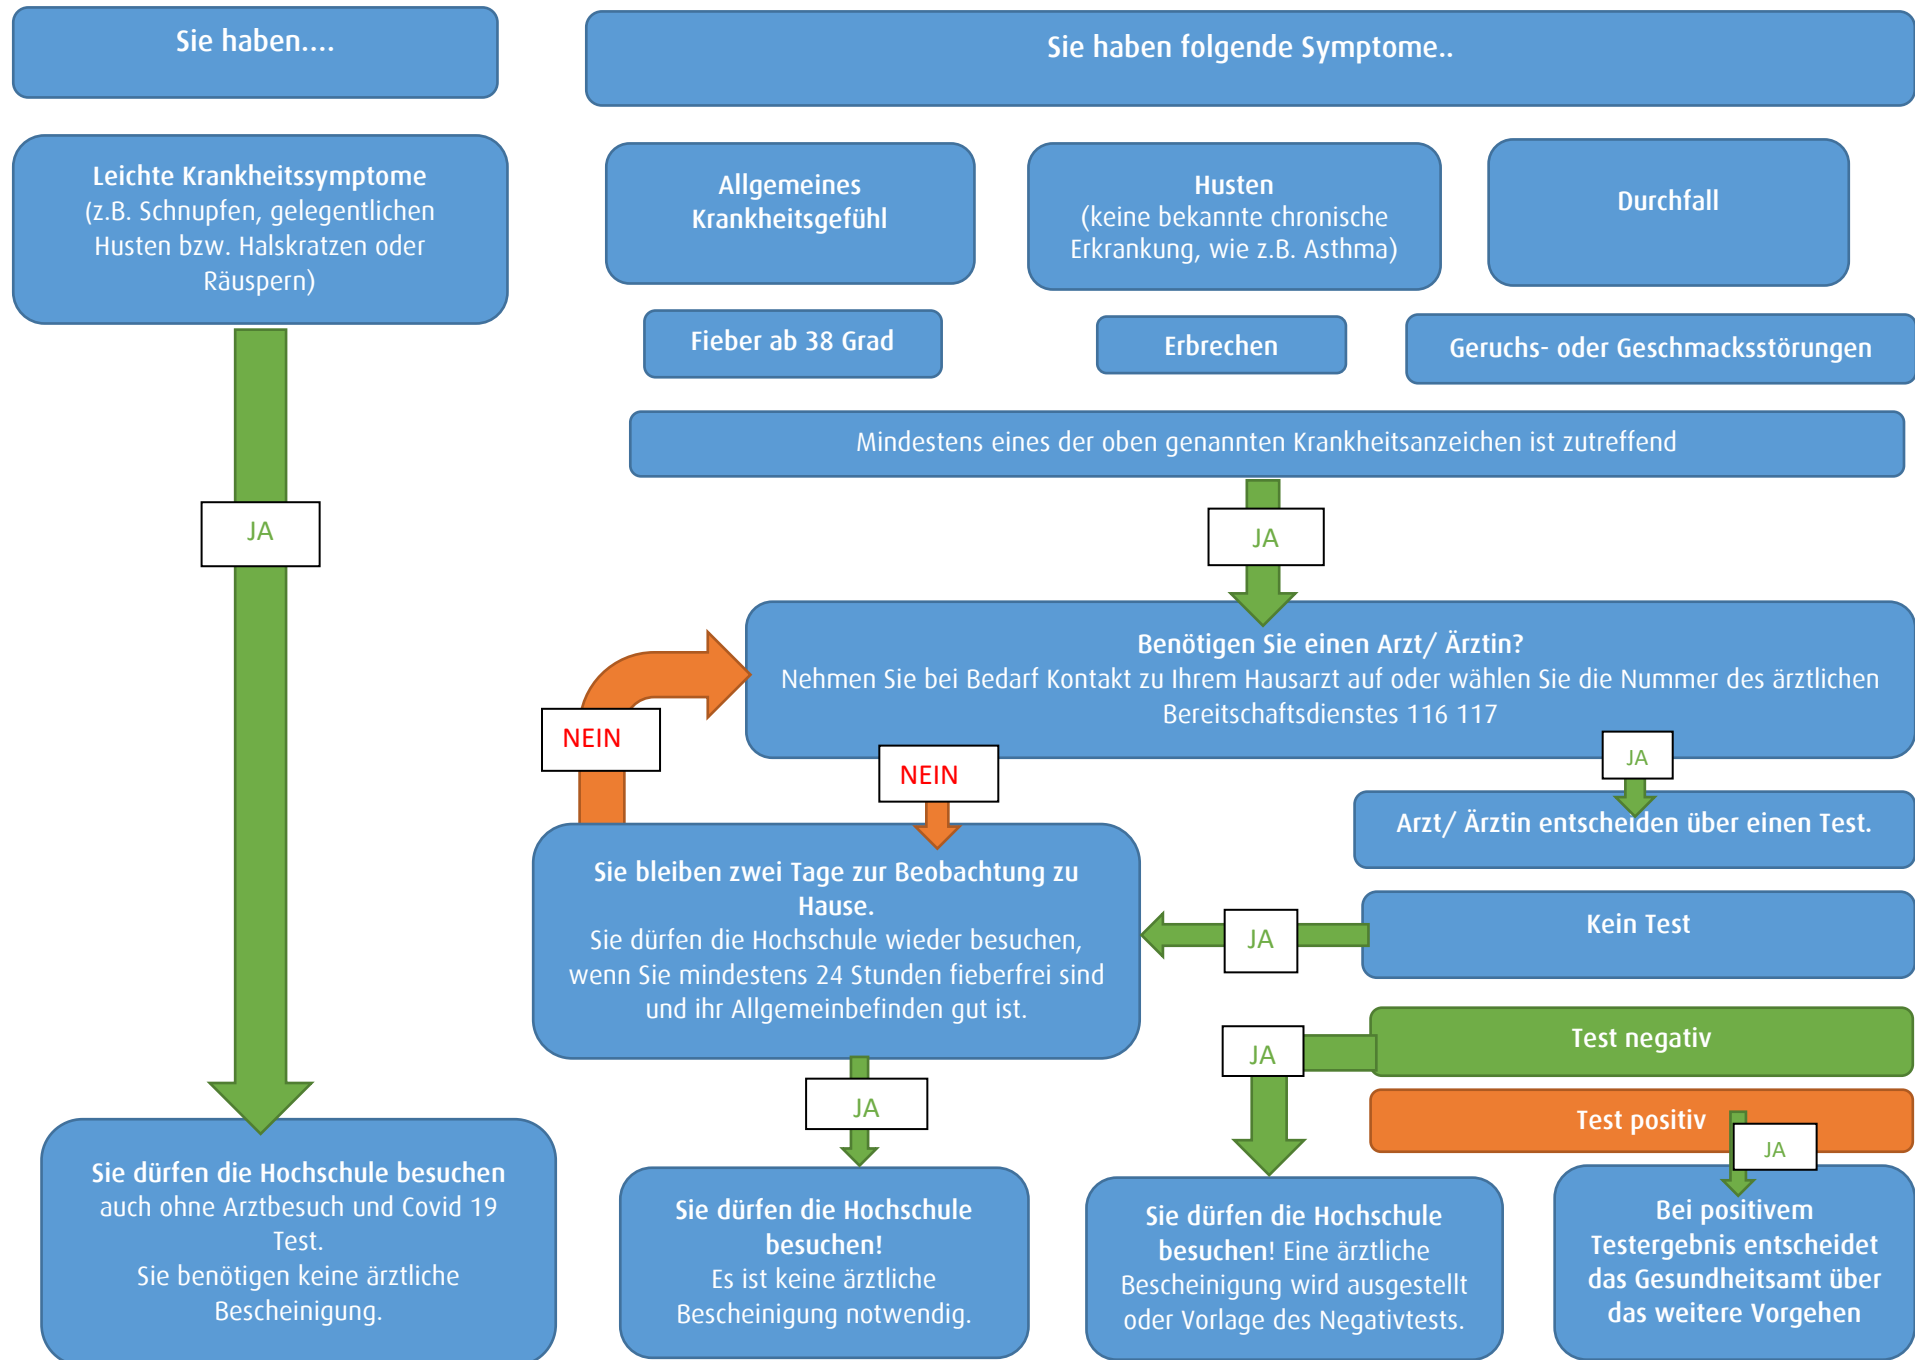 Sie haben....
Sie haben folgende Symptome..
Leichte Krankheitssymptome
(z.B. Schnupfen, gelegentlichen
Husten bzw. Halskratzen oder
Räuspern)
Allgemeines
Krankheitsgefühl
Husten
(keine bekannte chronische
Erkrankung, wie z.B. Asthma)
Durchfall
Fieber ab 38 Grad
Erbrechen
Geruchs- oder Geschmacksstörungen
Mindestens eines der oben genannten Krankheitsanzeichen ist zutreffend
JA
JA
Benötigen Sie einen Arzt/ Ärztin?
Nehmen Sie bei Bedarf Kontakt zu Ihrem Hausarzt auf oder wählen Sie die Nummer des ärztlichen
Bereitschaftsdienstes 116 117
NEIN
NEIN
JA
Arzt/ Ärztin entscheiden über einen Test.
Sie bleiben zwei Tage zur Beobachtung zu
Hause.
Sie dürfen die Hochschule wieder besuchen,
wenn Sie mindestens 24 Stunden fieberfrei sind
und ihr Allgemeinbefinden gut ist.
JA
Kein Test
JA
Test negativ
JA
Test positiv
JA
Sie dürfen die Hochschule besuchen
auch ohne Arztbesuch und Covid 19
Test.
Sie benötigen keine ärztliche
Bescheinigung.
Sie dürfen die Hochschule
besuchen!
Es ist keine ärztliche
Bescheinigung notwendig.
Sie dürfen die Hochschule
besuchen! Eine ärztliche
Bescheinigung wird ausgestellt
oder Vorlage des Negativtests.
Bei positivem
Testergebnis entscheidet
das Gesundheitsamt über
das weitere Vorgehen